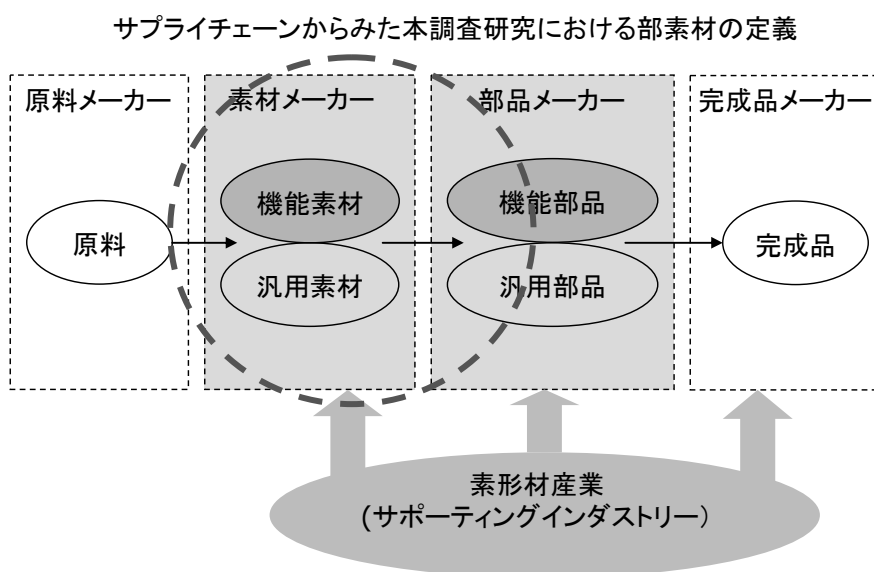 サプライチェーンからみた本調査研究における部素材の定義
原料メーカー
素材メーカー
部品メーカー
完成品メーカー
機能素材
機能部品
原料
完成品
汎用素材
汎用部品
素形材産業
(サポーティングインダストリー)